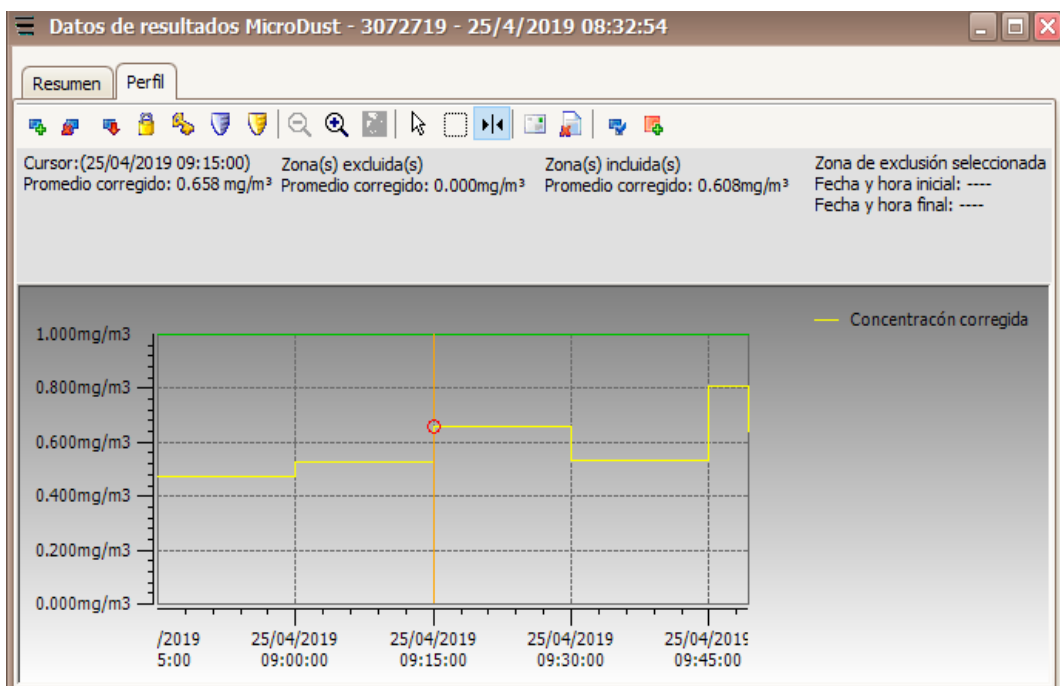 Datos de resultados MicroDust - 3072719 - 25/4/2019 08:32:54
Resumen Perfil
Cursor:(25/04/2019 09:15:00) Zona(s) excluida(s) Zona(s) incluida(s) Zona de exclusión seleccionada
Promedio corregido: 0.658 mg/m³ Promedio corregido: 0.000mg/m³ Promedio corregido: 0.608mg/m³ Fecha y hora inicial: ----
Fecha y hora final: ----
Concentracón corregida
1.000mg/m3
0.800mg/m3
0.600mg/m3
0.400mg/m3
0.200mg/m3
0.000mg/m3
/2019 25/04/2019 25/04/2019 25/04/2019 25/04/2019
5:00 09:00:00 09:15:00 09:30:00 09:45:00